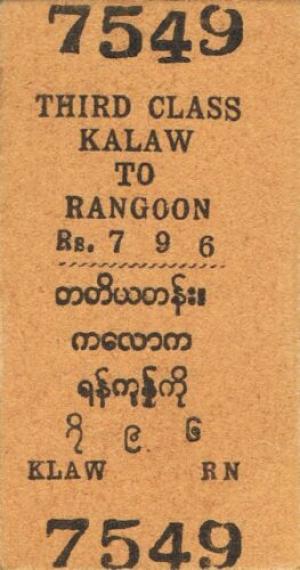 7549
THIRD CLASS
KALAW
TO
RANGOON
Rs. 7 9 6
တတိယတန်း။
ကလောက
ရန်ကုန်ကို
၇ ၉ ၆
KLAW RN
7549